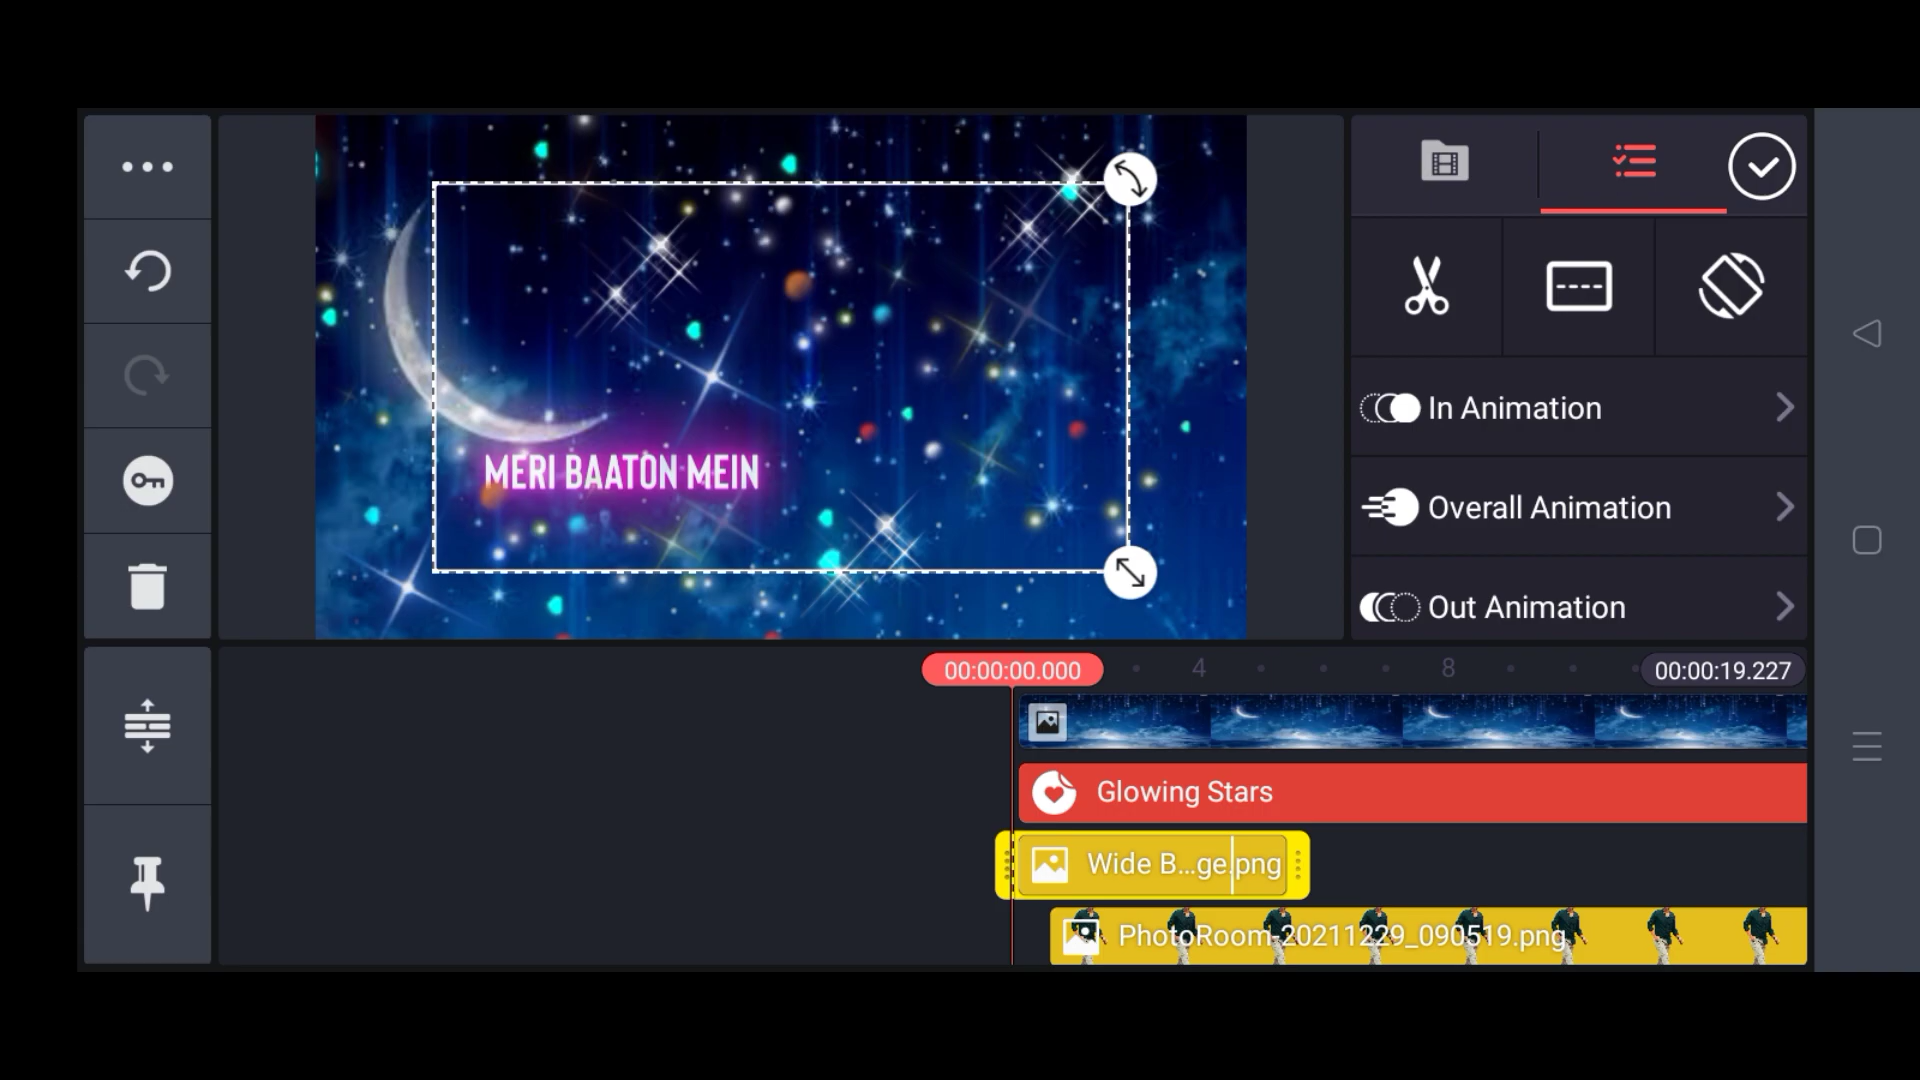 MERI BAATON MEIN
In Animation
Overall Animation
Out Animation
00:00:00.000
4
8
00:00:19.227
Glowing Stars
Wide B...ge.png
PhotoRoom-20211229_090519.png